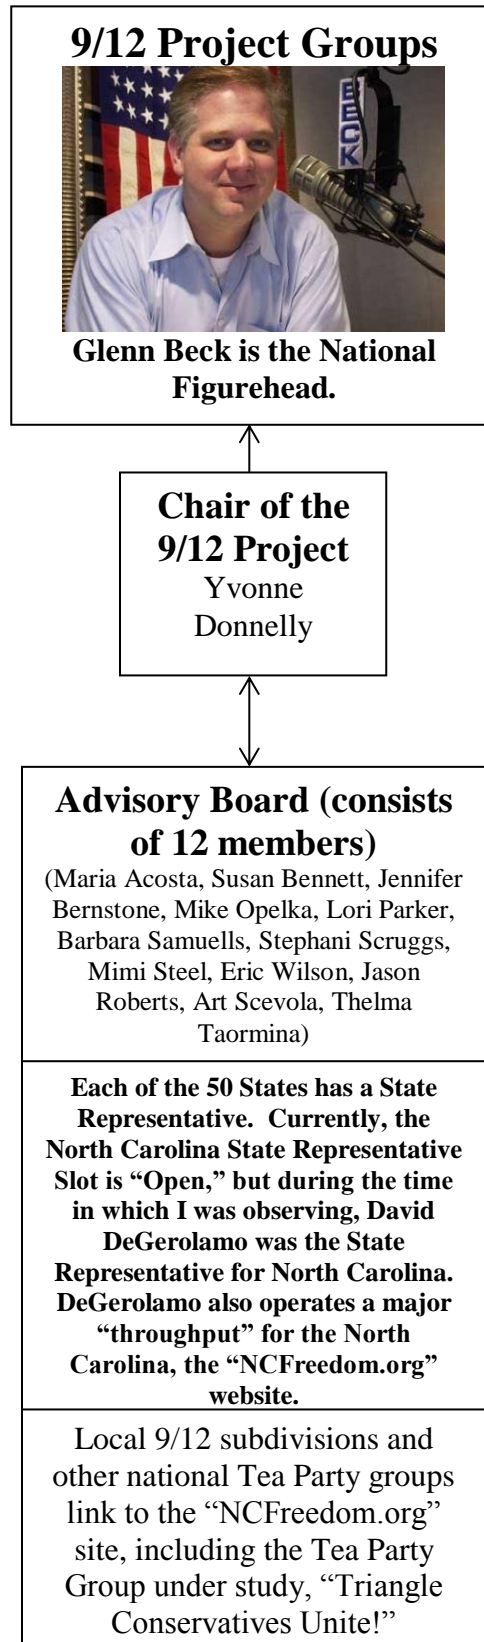 9/12 Project Groups
BECK
Glenn Beck is the National
Figurehead.
Chair of the
9/12 Project
Yvonne
Donnelly
Advisory Board (consists
of 12 members)
(Maria Acosta, Susan Bennett, Jennifer
Bernstone, Mike Opelka, Lori Parker,
Barbara Samuells, Stephani Scruggs,
Mimi Steel, Eric Wilson, Jason
Roberts, Art Scevola, Thelma
Taormina)
Each of the 50 States has a State
Representative.  Currently, the
North Carolina State Representative
Slot is “Open,” but during the time
in which I was observing, David
DeGerolamo was the State
Representative for North Carolina.
DeGerolamo also operates a major
“throughput” for the North
Carolina, the “NCFreedom.org”
website.
Local 9/12 subdivisions and
other national Tea Party groups
link to the “NCFreedom.org”
site, including the Tea Party
Group under study, “Triangle
Conservatives Unite!”